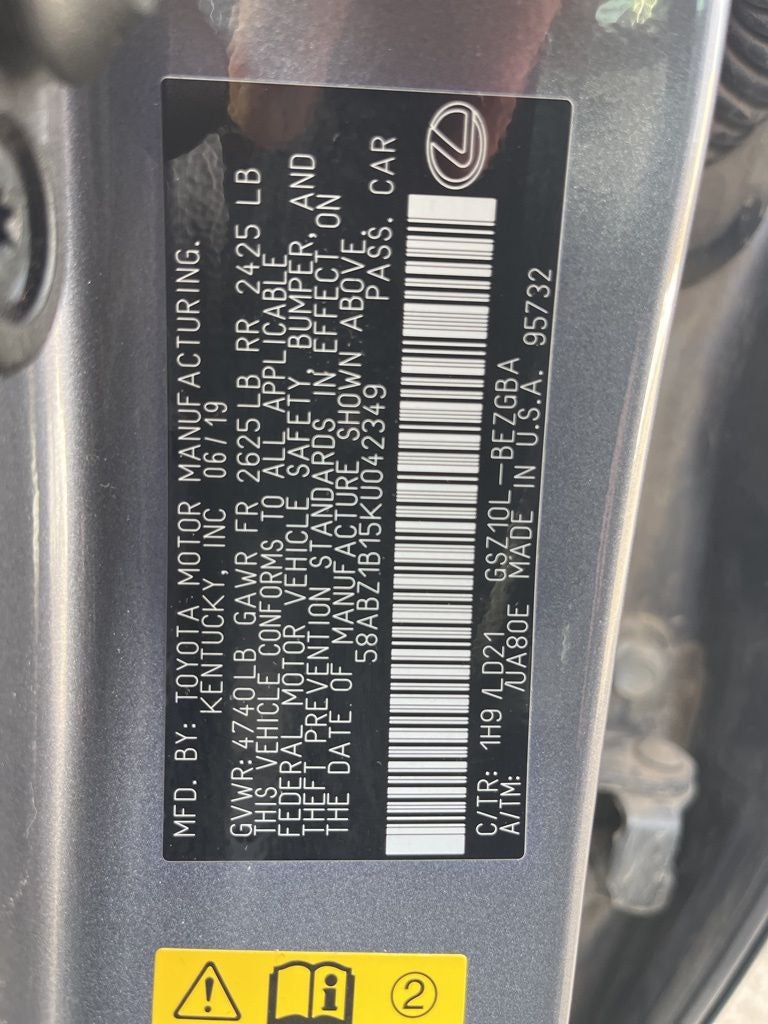 MFD. BY: TOYOTA MOTOR MANUFACTURING.
KENTUCKY, INC 06/19
GVWR: 4740LB GAWR FR 2625LB RR 2425 LB
THIS VEHICLE CONFORMS TO ALL APPLICABLE
FEDERAL MOTOR VEHICLE SAFETY, BUMPER, AND
THEFT PREVENTION STANDARDS IN EFFECT ON
THE DATE OF MANUFACTURE SHOWN ABOVE.
58ABZ1B15KU042349 PASS. CAR
C/TR: 1H9/LD21 GSZ10L-BEZGBA
A/TM: /UA80E MADE IN U.S.A. 95732
2